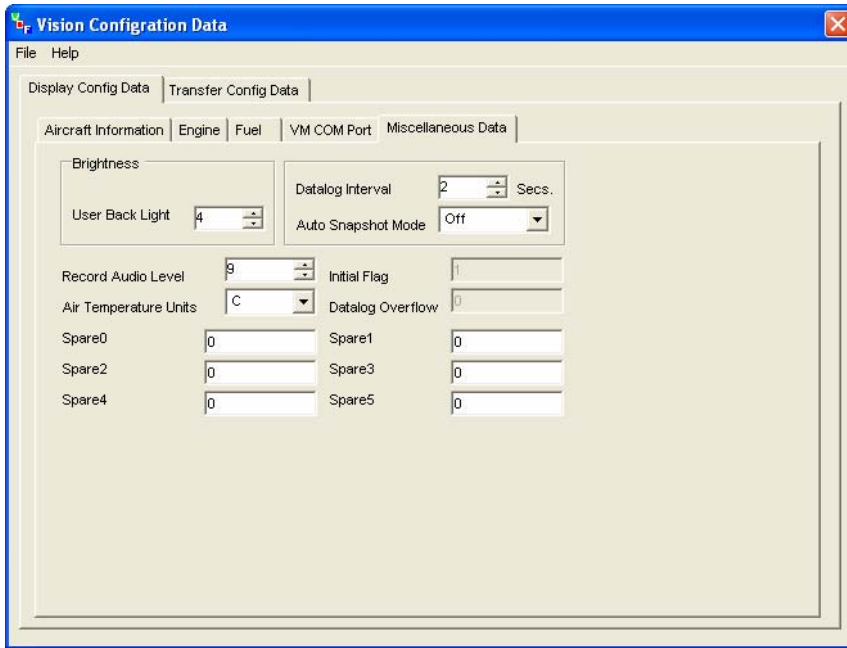 Vision Configration Data
File Help
Display Config Data Transfer Config Data
Aircraft Information Engine Fuel VM COM Port Miscellaneous Data
Brightness
User Back Light 4
Datalog Interval 2 Secs.
Auto Snapshot Mode Off
Record Audio Level 9 Initial Flag 1
Air Temperature Units C Datalog Overflow 0
Spare0 0 Spare1 0
Spare2 0 Spare3 0
Spare4 0 Spare5 0